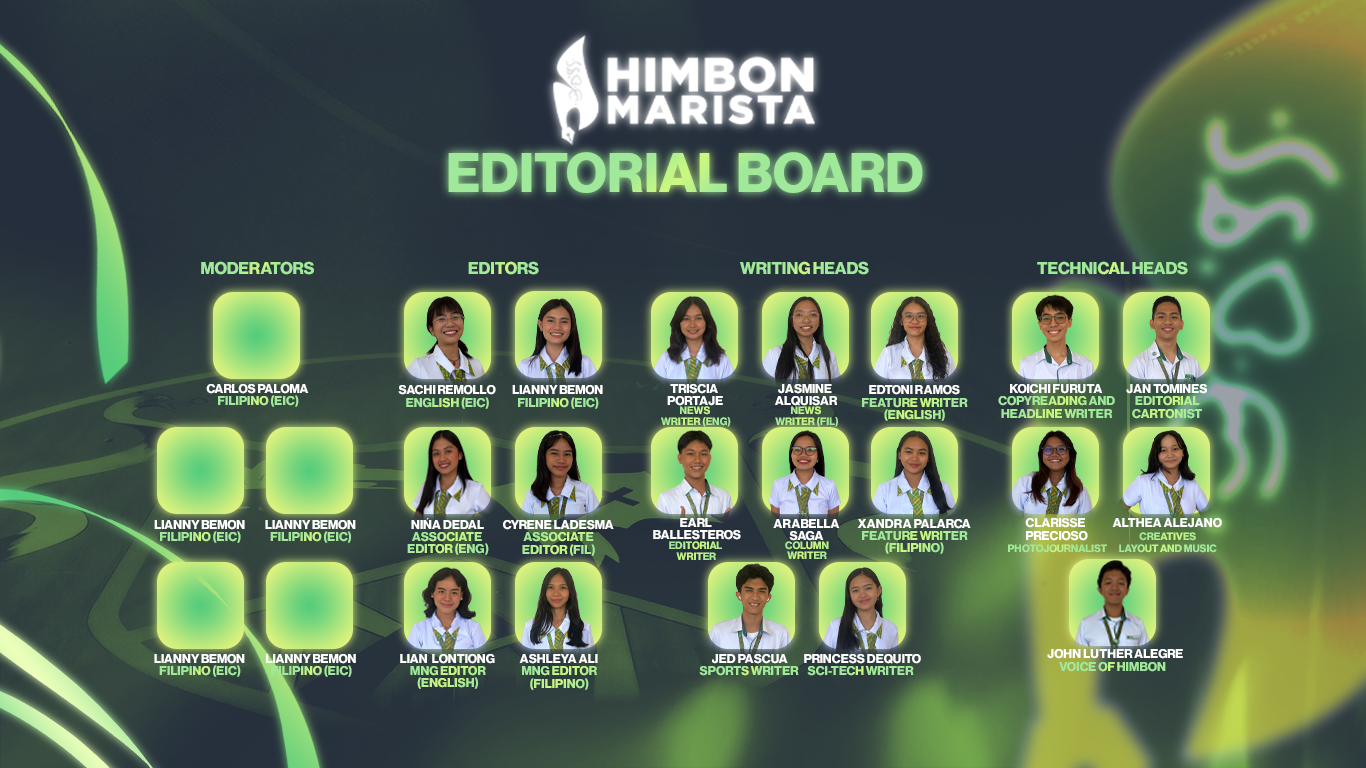 HIMBON
MARISTA
EDITORIAL BOARD
MODERATORS
CARLOS PALOMA
FILIPINO (EIC)
LIANNY BEMON
FILIPINO (EIC)
LIANNY BEMON
FILIPINO (EIC)
LIANNY BEMON
FILIPINO (EIC)
LIANNY BEMON
FILIPINO (EIC)
EDITORS
SACHI REMOLLO
ENGLISH (EIC)
LIANNY BEMON
FILIPINO (EIC)
NIÑA DEDAL
ASSOCIATE
EDITOR (ENG)
CYRENE LADESMA
ASSOCIATE
EDITOR (FIL)
LIAN LONTIONG
MNG EDITOR
(ENGLISH)
ASHLEYA ALI
MNG EDITOR
(FILIPINO)
WRITING HEADS
TRISCIA
PORTAJE
NEWS
WRITER (ENG)
JASMINE
ALQUISAR
NEWS
WRITER (FIL)
EDTONI RAMOS
FEATURE WRITER
(ENGLISH)
EARL
BALLESTEROS
EDITORIAL
WRITER
ARABELLA
SAGA
COLUMN
WRITER
XANDRA PALARCA
FEATURE WRITER
(FILIPINO)
JED PASCUA
SPORTS WRITER
PRINCESS DEQUITO
SCI-TECH WRITER
TECHNICAL HEADS
KOICHI FURUTA
COPYREADING AND
HEADLINE WRITER
JAN TOMINES
EDITORIAL
CARTONIST
CLARISSE
PRECIOSO
PHOTOJOURNALIST
ALTHEA ALEJANO
CREATIVES
LAYOUT AND MUSIC
JOHN LUTHER ALEGRE
VOICE OF HIMBON